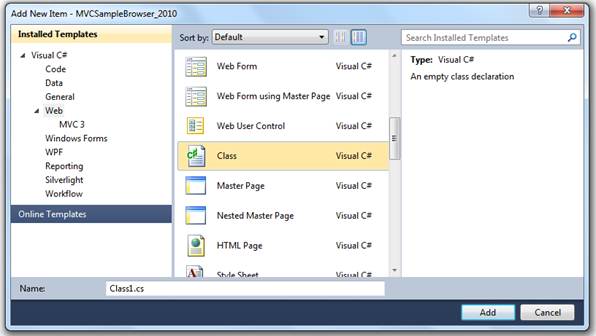 Add New Item - MVCSampleBrowser_2010
Installed Templates
Visual C#
Code
Data
General
Web
MVC 3
Windows Forms
WPF
Reporting
Silverlight
Workflow
Online Templates
Sort by: Default
Web Form Visual C#
Web Form using Master Page Visual C#
Web User Control Visual C#
Class Visual C#
Master Page Visual C#
Nested Master Page Visual C#
HTML Page Visual C#
Style Sheet Visual C#
Search Installed Templates
Type: Visual C#
An empty class declaration
Name: Class1.cs
Add Cancel